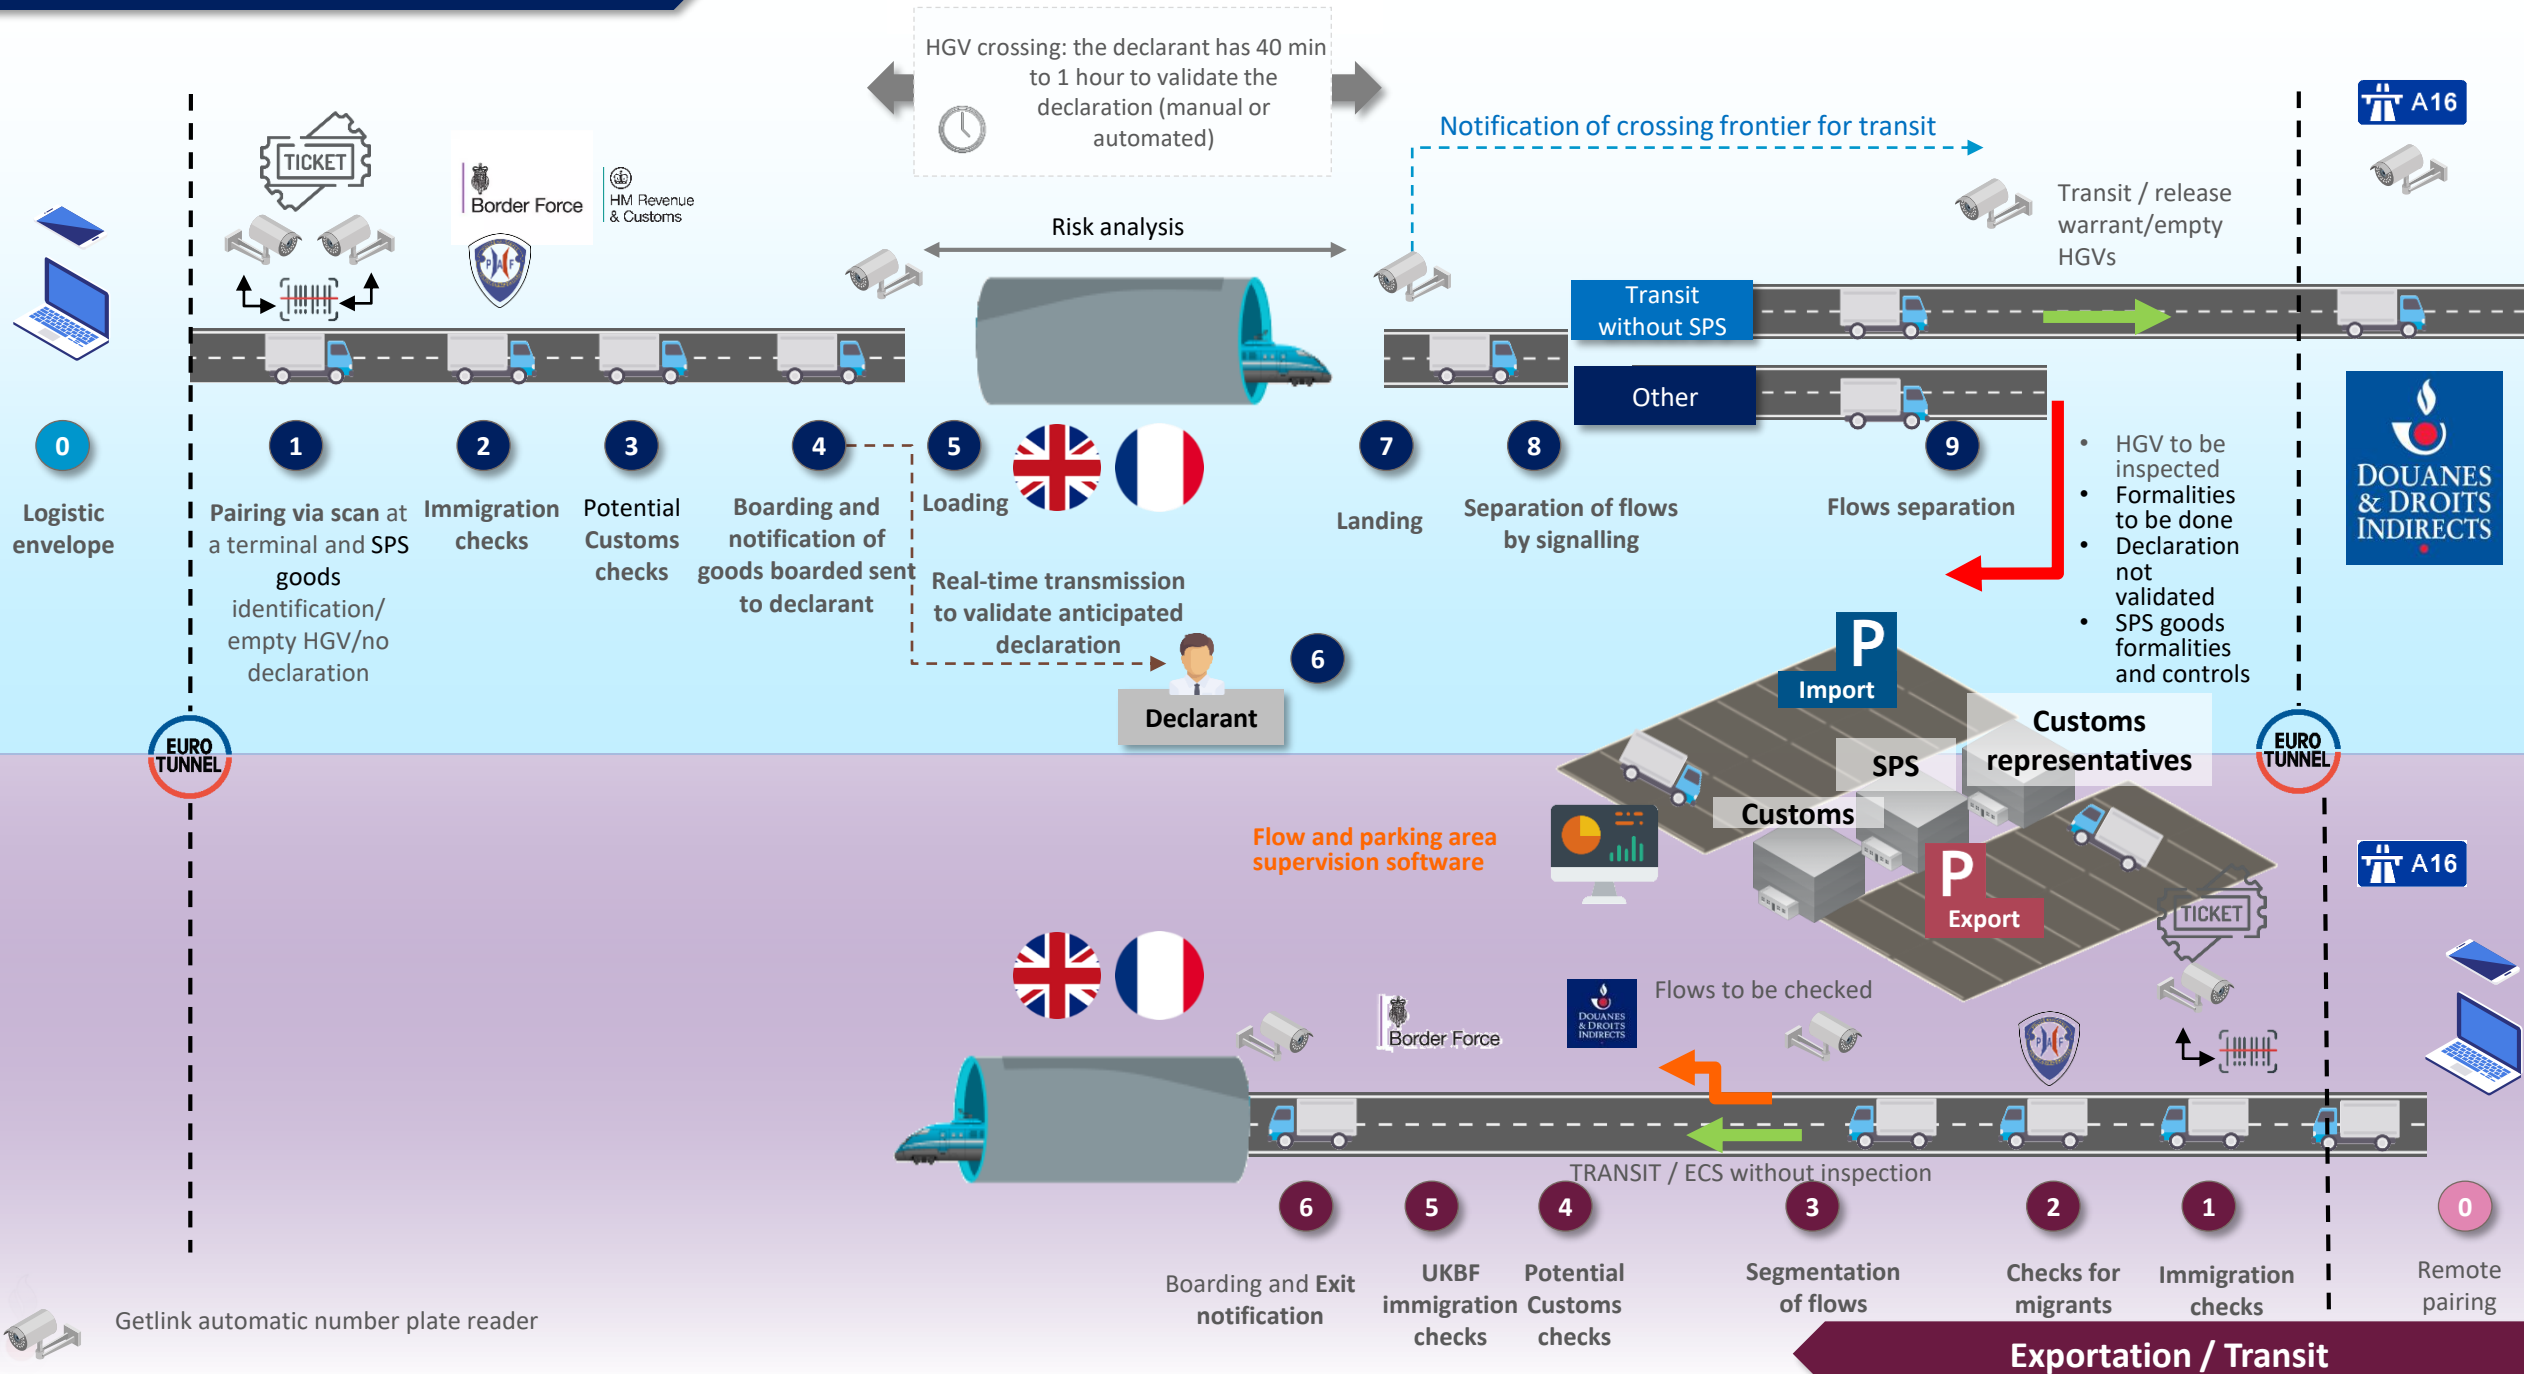 HGV crossing: the declarant has 40 min
to 1 hour to validate the
declaration (manual or
automated)
Notification of crossing frontier for transit
A16
TICKET
Border Force
HM Revenue
& Customs
PAF
Risk analysis
Transit / release
warrant/empty
HGVs
Transit
without SPS
Other
0
1
2
3
4
5
7
8
9
Logistic
envelope
Pairing via scan at
a terminal and SPS
goods
identification/
empty HGV/no
declaration
Immigration
checks
Potential
Customs
checks
Boarding and
notification of
goods boarded sent
to declarant
Loading
Real-time transmission
to validate anticipated
declaration
6
Declarant
Landing
Separation of flows
by signalling
Flows separation
• HGV to be
inspected
• Formalities
to be done
• Declaration
not
validated
• SPS goods
formalities
and controls
DOUANES
& DROITS
INDIRECTS
EURO
TUNNEL
P
Import
Customs
representatives
SPS
Customs
P
Export
EURO
TUNNEL
Flow and parking area
supervision software
A16
TICKET
Border Force
DOUANES
& DROITS
INDIRECTS
Flows to be checked
PAF
TRANSIT / ECS without inspection
6
5
4
3
2
1
0
Boarding and Exit
notification
UKBF
immigration
checks
Potential
Customs
checks
Segmentation
of flows
Checks for
migrants
Immigration
checks
Remote
pairing
Getlink automatic number plate reader
Exportation / Transit